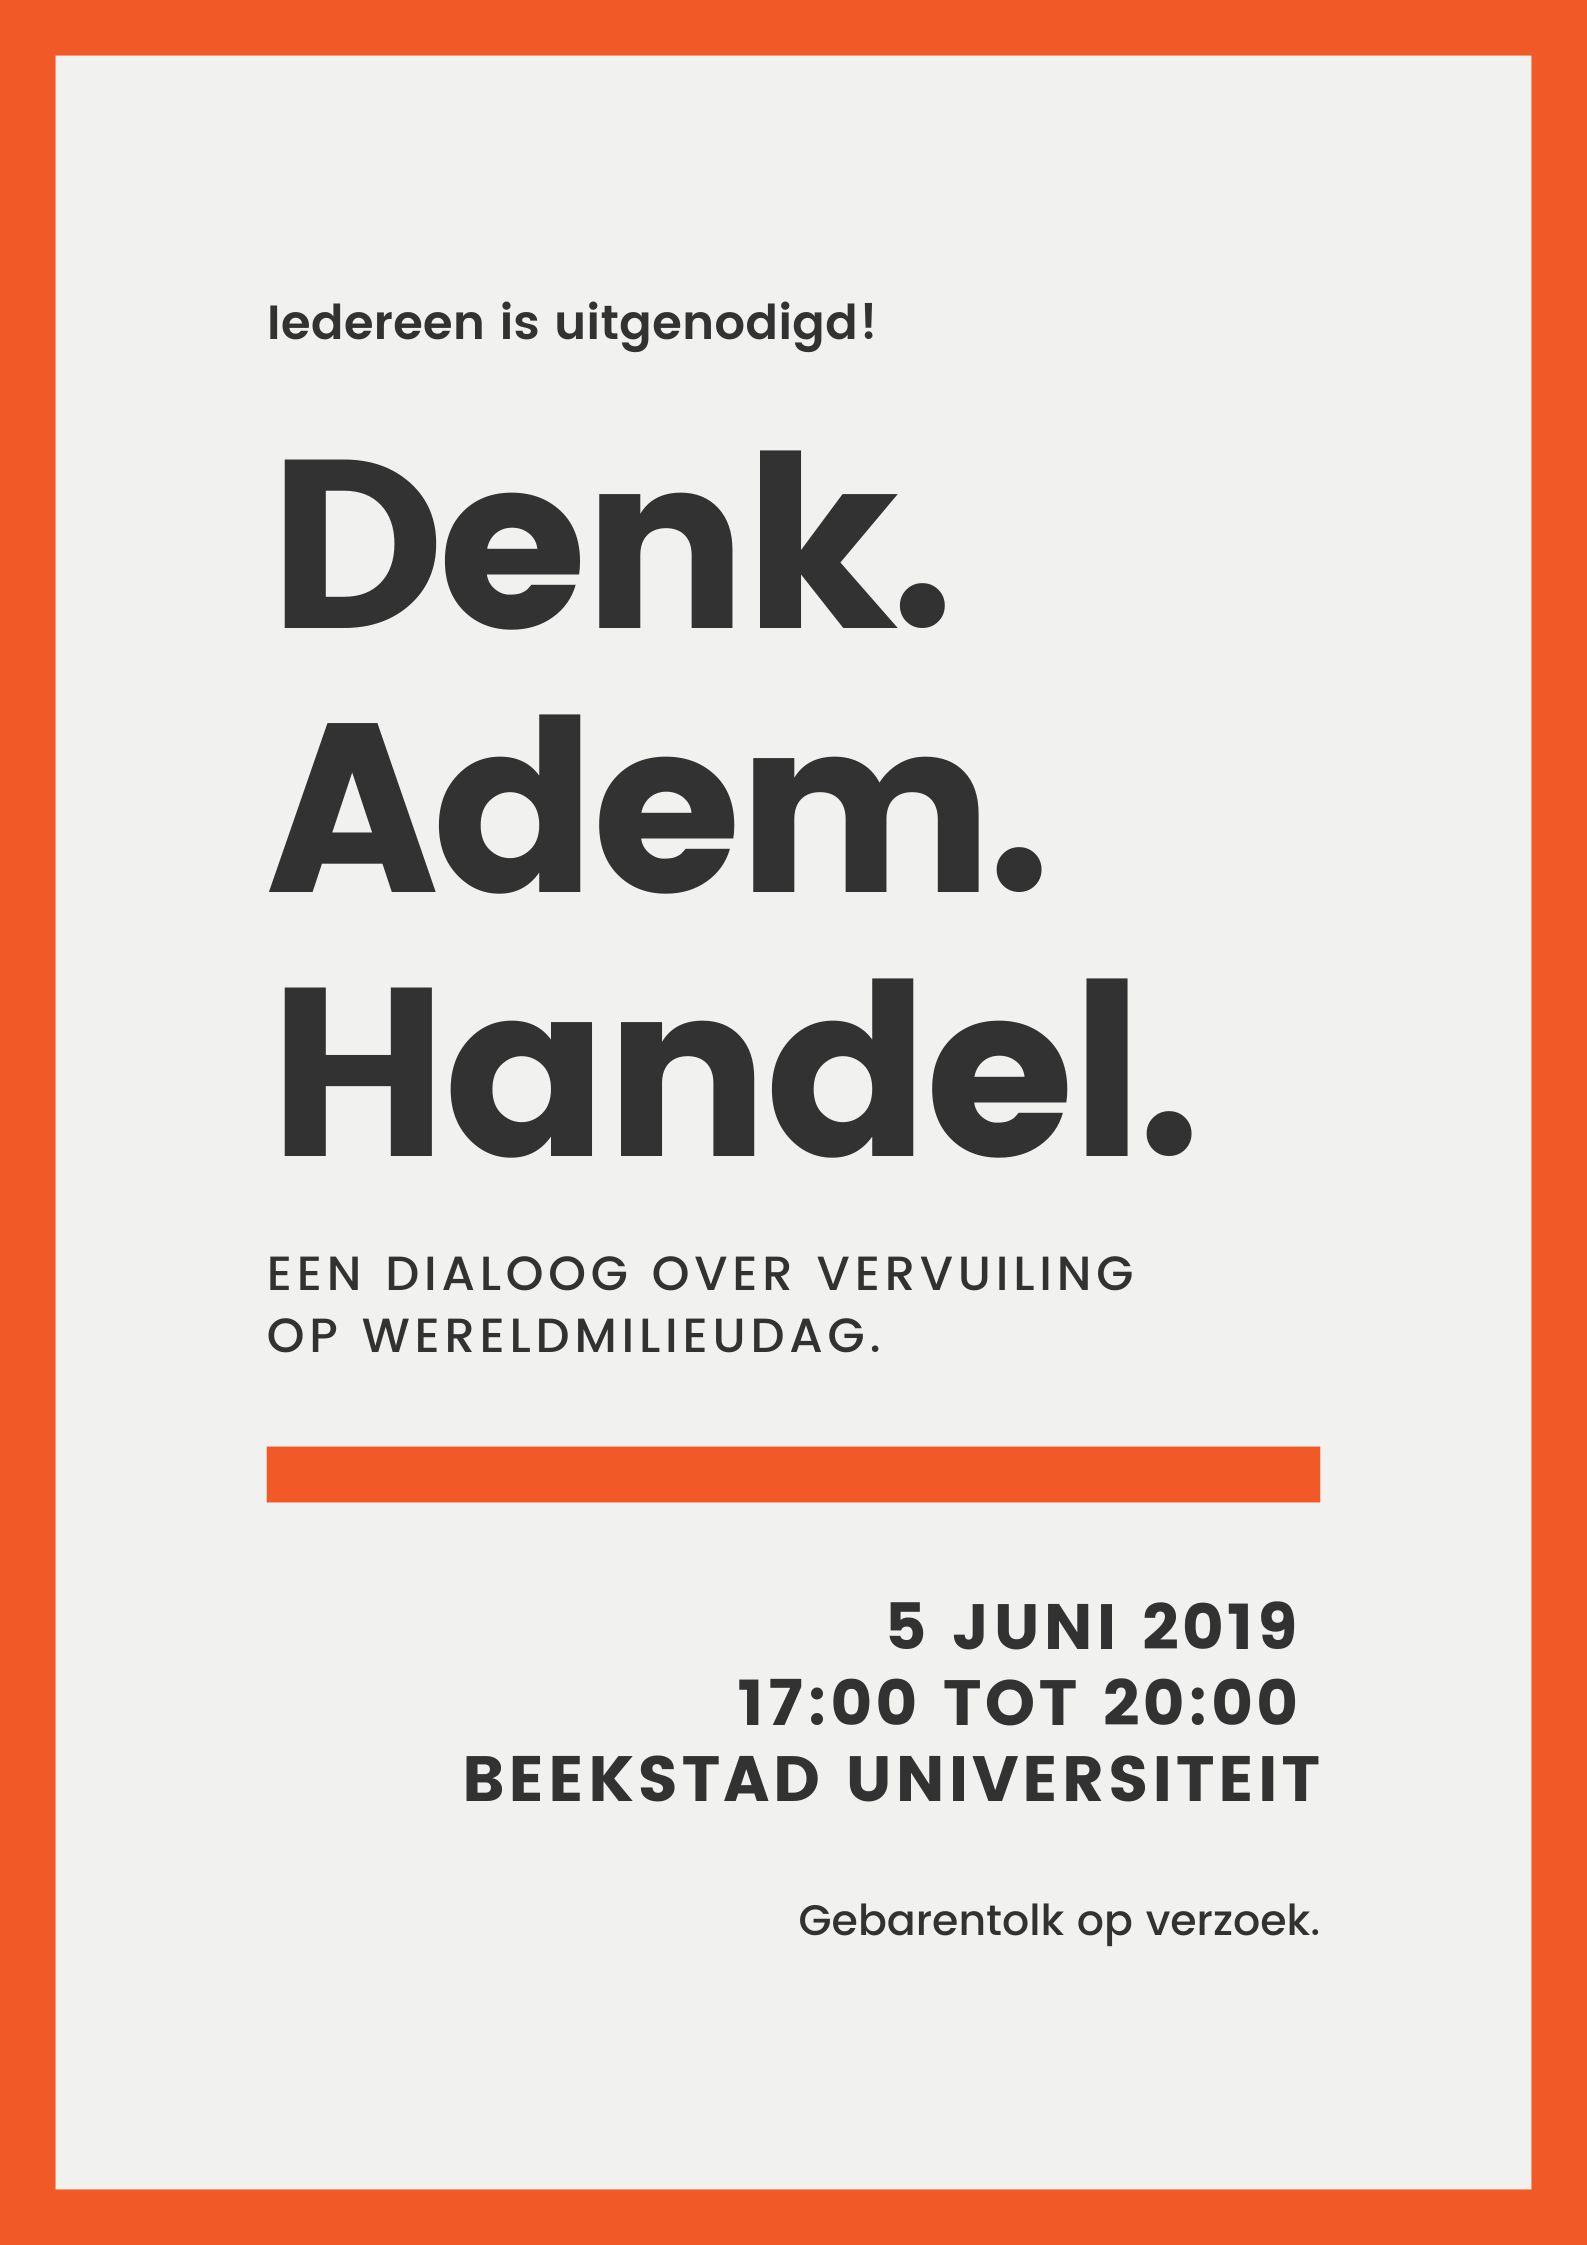 Iedereen is uitgenodigd!
Denk.
Adem.
Handel.
EEN DIALOOG OVER VERVUILING
OP WERELDMILIEUDAG.
5 JUNI 2019
17:00 TOT 20:00
BEEKSTAD UNIVERSITEIT
Gebarentolk op verzoek.